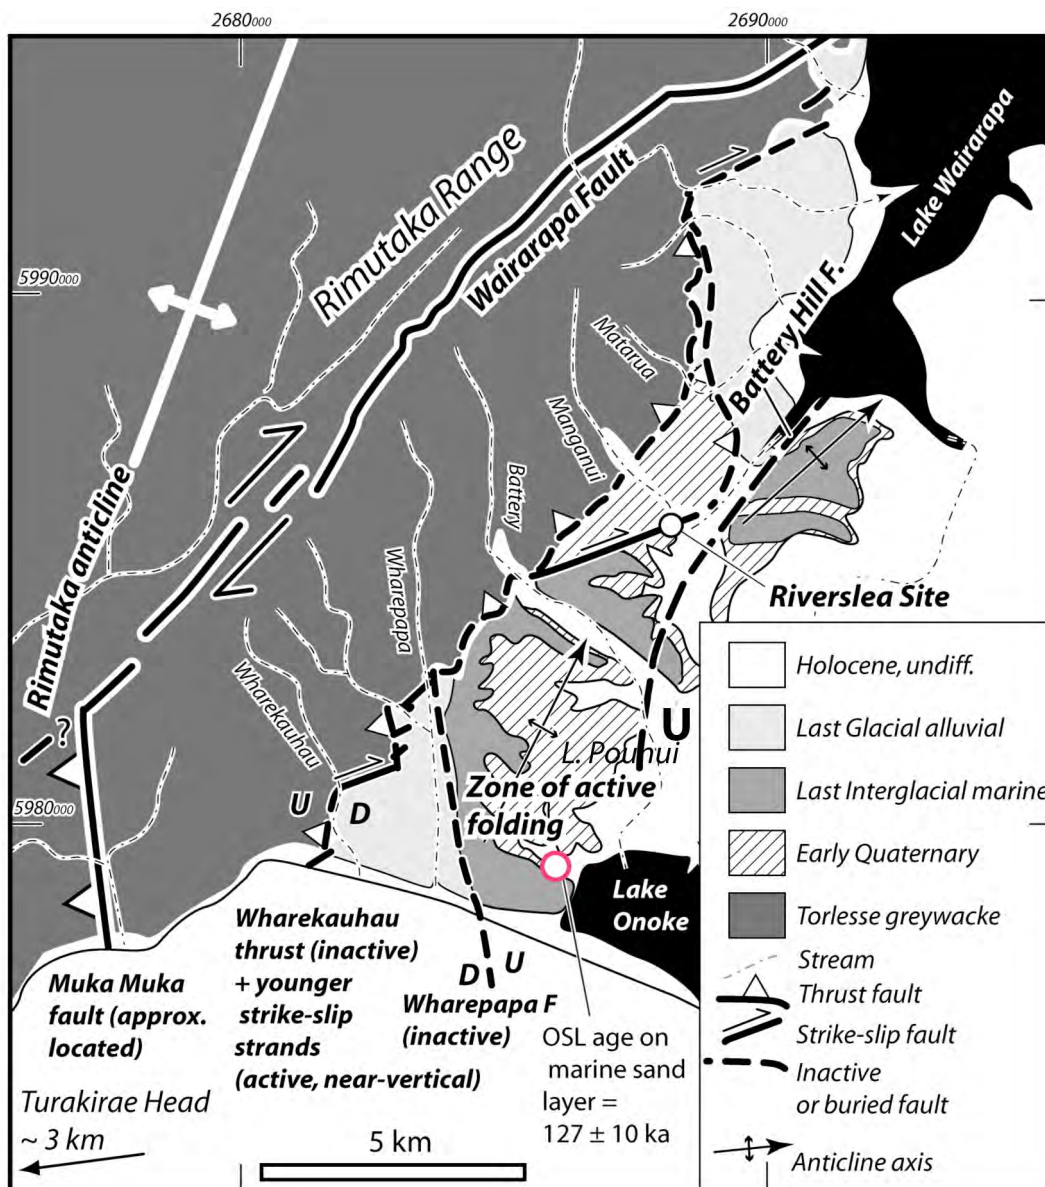 2680000
2690000
Lake Wairarapa
Rimutaka Range
Wairarapa Fault
5990000
Battery Hill F.
Matarua
Manganui
Battery
Rimutaka anticline
Wharepapa
Riverslea Site
Wharekauhau
?
U
L. Pounui
Zone of active
folding
5980000
U
D
Lake
Onoke
Holocene, undiff.
Last Glacial alluvial
Last Interglacial marine
Early Quaternary
Torlesse greywacke
Stream
Thrust fault
Strike-slip fault
Inactive
or buried fault
Anticline axis
Muka Muka
fault (approx.
located)
Wharekauhau
thrust (inactive)
+ younger
strike-slip
strands
(active, near-vertical)
D
U
Wharepapa F
(inactive)
OSL age on
marine sand
layer =
127 ± 10 ka
Turakirae Head
~ 3 km
5 km